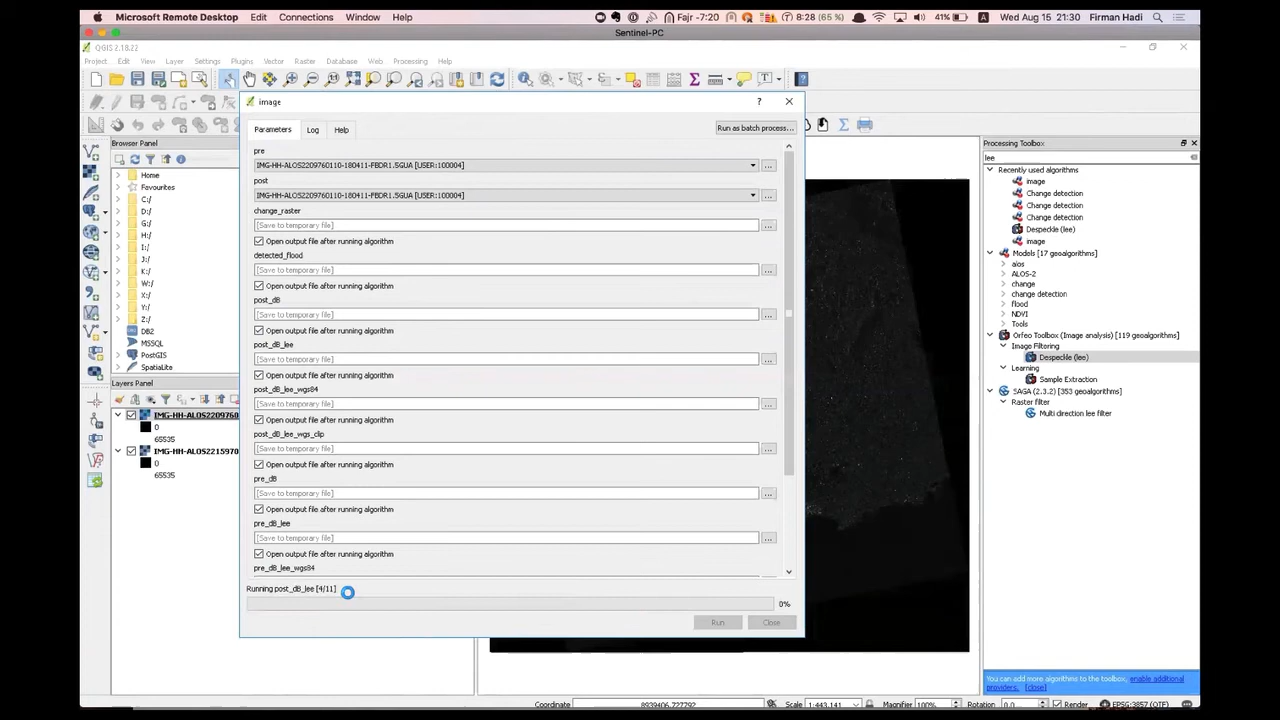 Microsoft Remote Desktop Edit Connections Window Help
Fajr -7:20 8:28 (65 %) 41% A Wed Aug 15 21:30 Firman Hadi
Sentinel-PC
QGIS 2.18.22
Project Edit View Layer Settings Plugins Vector Raster Database Web Processing Help
image
Parameters Log Help
Run as batch process...
pre
IMG-HH-ALOS2209760110-180411-FBDR1.5GUA [USER:100004]
post
IMG-HH-ALOS2209760110-180411-FBDR1.5GUA [USER:100004]
change_raster
[Save to temporary file]
Open output file after running algorithm
detected_flood
[Save to temporary file]
Open output file after running algorithm
post_dB
[Save to temporary file]
Open output file after running algorithm
post_dB_lee
[Save to temporary file]
Open output file after running algorithm
post_dB_lee_wgs84
[Save to temporary file]
Open output file after running algorithm
post_dB_lee_wgs_clip
[Save to temporary file]
Open output file after running algorithm
pre_dB
[Save to temporary file]
Open output file after running algorithm
pre_dB_lee
[Save to temporary file]
Open output file after running algorithm
pre_dB_lee_wgs84
Running post_dB_lee [4/11]
0%
Run Close
Browser Panel
Home
Favourites
C:/
D:/
G:/
H:/
I:/
J:/
K:/
W:/
X:/
Y:/
Z:/
DB2
MSSQL
PostGIS
SpatiaLite
Layers Panel
IMG-HH-ALOS2209760
0
65535
IMG-HH-ALOS2215970
0
65535
Processing Toolbox
lee
Recently used algorithms
image
Change detection
Change detection
Change detection
Despeckle (lee)
image
Models [17 geoalgorithms]
alos
ALOS-2
change
change detection
flood
NDVI
Tools
Orfeo Toolbox (Image analysis) [119 geoalgorithms]
Image Filtering
Despeckle (lee)
Learning
Sample Extraction
SAGA (2.3.2) [353 geoalgorithms]
Raster filter
Multi direction lee filter
You can add more algorithms to the toolbox, enable additional
providers. [close]
Coordinate 8939406,727792 Scale 1:443.141 Magnifier 100% Rotation 0.0 Render EPSG:3857 (OTF)